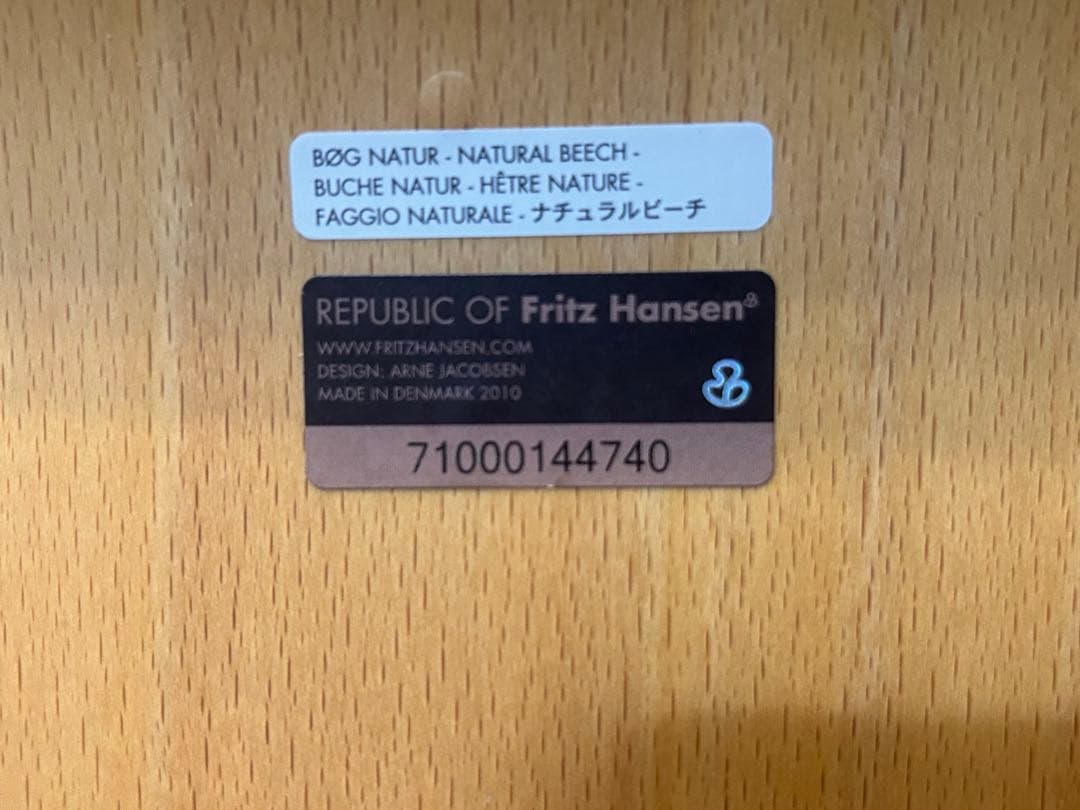 BØG NATUR - NATURAL BEECH -
BUCHE NATUR - HÊTRE NATURE -
FAGGIO NATURALE - ナチュラルビーチ
REPUBLIC OF Fritz Hansen
WWW.FRITZHANSEN.COM
DESIGN: ARNE JACOBSEN
MADE IN DENMARK 2010
71000144740